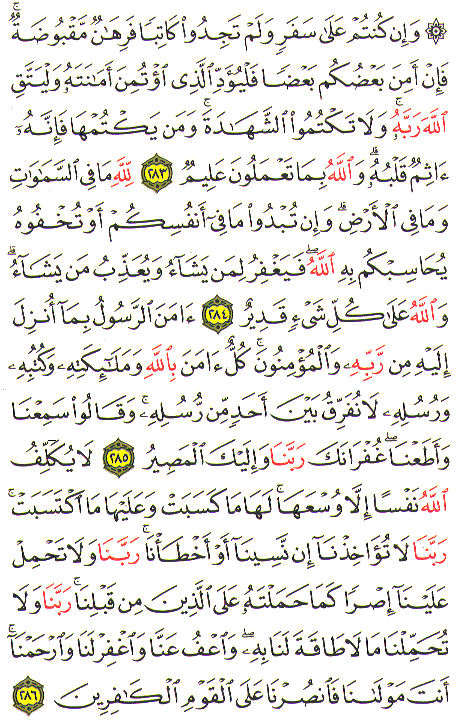 ۞ وَإِن كُنتُمْ عَلَىٰ سَفَرٍ وَلَمْ تَجِدُوا۟ كَاتِبًا فَرِهَٰنٌ مَّقْبُوضَةٌ ۖ
فَإِنْ أَمِنَ بَعْضُكُم بَعْضًا فَلْيُؤَدِّ ٱلَّذِى ٱؤْتُمِنَ أَمَٰنَتَهُۥ وَلْيَتَّقِ
ٱللَّهَ رَبَّهُۥ ۗ وَلَا تَكْتُمُوا۟ ٱلشَّهَٰدَةَ ۚ وَمَن يَكْتُمْهَا فَإِنَّهُۥٓ
ءَاثِمٌ قَلْبُهُۥ ۗ وَٱللَّهُ بِمَا تَعْمَلُونَ عَلِيمٌ ٢٨٣ لِّلَّهِ مَا فِى ٱلسَّمَٰوَٰتِ
وَمَا فِى ٱلْأَرْضِ ۗ وَإِن تُبْدُوا۟ مَا فِىٓ أَنفُسِكُمْ أَوْ تُخْفُوهُ
يُحَاسِبْكُم بِهِ ٱللَّهُ ۖ فَيَغْفِرُ لِمَن يَشَآءُ وَيُعَذِّبُ مَن يَشَآءُ ۗ
وَٱللَّهُ عَلَىٰ كُلِّ شَىْءٍ قَدِيرٌ ٢٨٤ ءَامَنَ ٱلرَّسُولُ بِمَآ أُنزِلَ
إِلَيْهِ مِن رَّبِّهِۦ وَٱلْمُؤْمِنُونَ ۚ كُلٌّ ءَامَنَ بِٱللَّهِ وَمَلَٰٓئِكَتِهِۦ وَكُتُبِهِۦ
وَرُسُلِهِۦ لَا نُفَرِّقُ بَيْنَ أَحَدٍ مِّن رُّسُلِهِۦ ۚ وَقَالُوا۟ سَمِعْنَا
وَأَطَعْنَا ۖ غُفْرَانَكَ رَبَّنَا وَإِلَيْكَ ٱلْمَصِيرُ ٢٨٥ لَا يُكَلِّفُ
ٱللَّهُ نَفْسًا إِلَّا وُسْعَهَا ۚ لَهَا مَا كَسَبَتْ وَعَلَيْهَا مَا ٱكْتَسَبَتْ ۗ
رَبَّنَا لَا تُؤَاخِذْنَآ إِن نَّسِينَآ أَوْ أَخْطَأْنَا ۚ رَبَّنَا وَلَا تَحْمِلْ
عَلَيْنَآ إِصْرًا كَمَا حَمَلْتَهُۥ عَلَى ٱلَّذِينَ مِن قَبْلِنَا ۚ رَبَّنَا وَلَا
تُحَمِّلْنَا مَا لَا طَاقَةَ لَنَا بِهِۦ ۖ وَٱعْفُ عَنَّا وَٱغْفِرْ لَنَا وَٱرْحَمْنَآ ۚ
أَنتَ مَوْلَىٰنَا فَٱنصُرْنَا عَلَى ٱلْقَوْمِ ٱلْكَٰفِرِينَ ٢٨٦